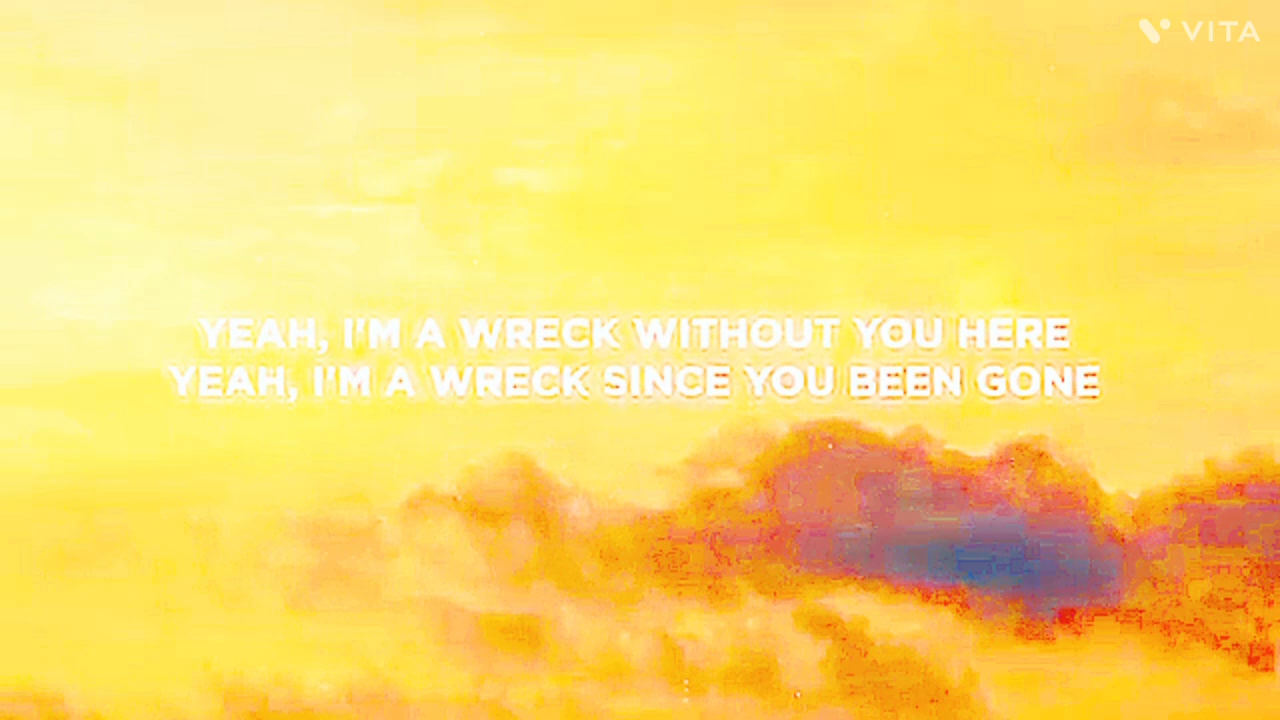 VITA
YEAH, I'M A WRECK WITHOUT YOU HERE
YEAH, I'M A WRECK SINCE YOU BEEN GONE